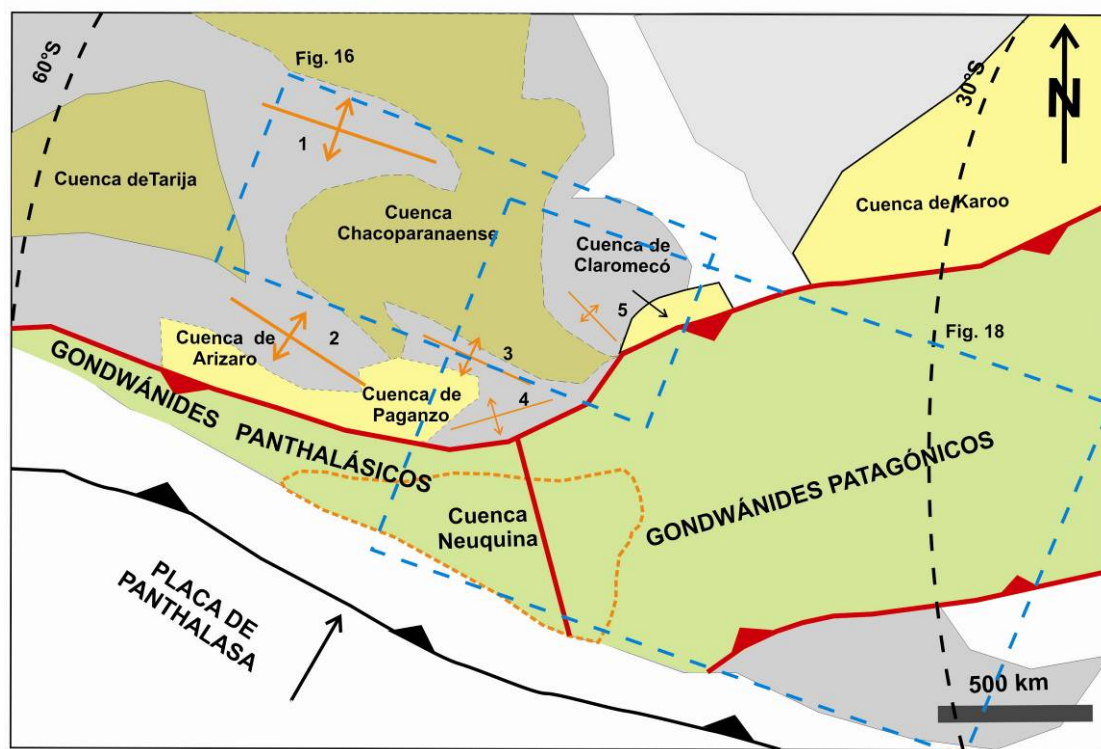 60°S
Fig. 16
30°S
N
1
Cuenca deTarija
Cuenca
Chacoparanaense
Cuenca de
Claromecó
Cuenca de Karoo
5
Cuenca de
Arizaro
2
3
Fig. 18
Cuenca de
Paganzo
4
GONDWÁNIDES PANTHALÁSICOS
GONDWÁNIDES PATAGÓNICOS
Cuenca
Neuquina
PLACA DE
PANTHALASA
500 km